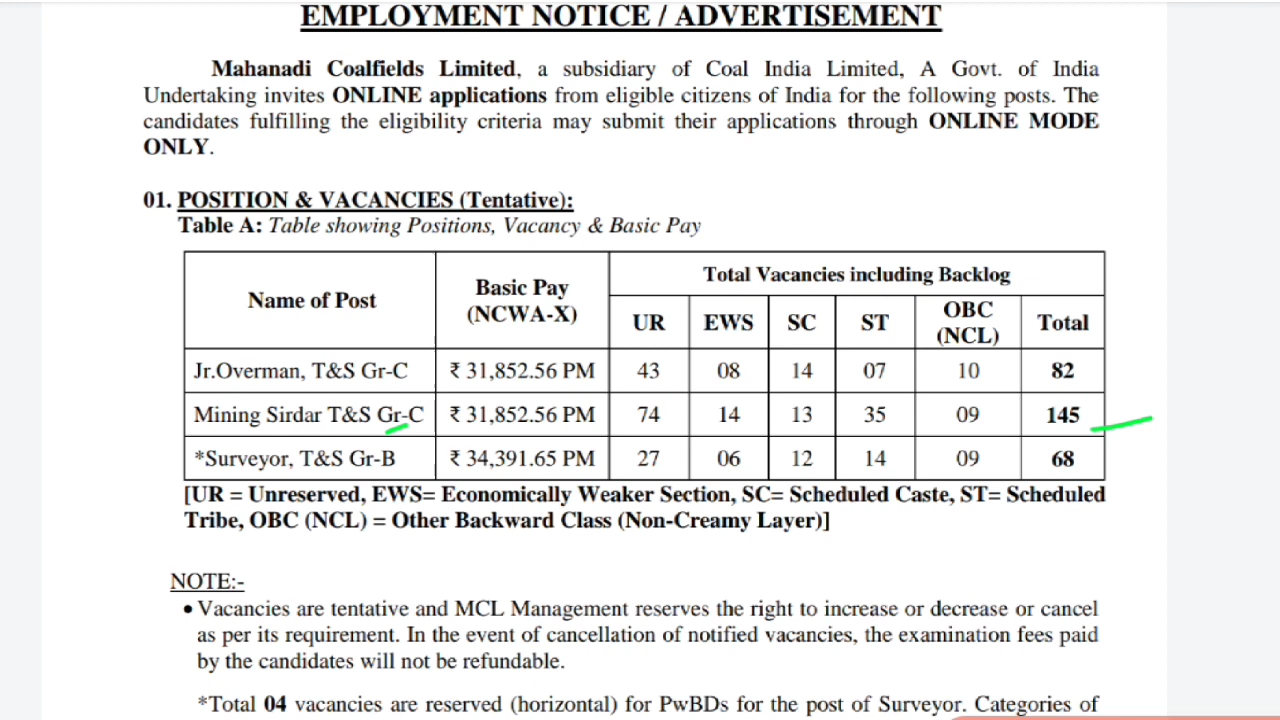 EMPLOYMENT NOTICE / ADVERTISEMENT
Mahanadi Coalfields Limited, a subsidiary of Coal India Limited, A Govt. of India
Undertaking invites ONLINE applications from eligible citizens of India for the following posts. The
candidates fulfilling the eligibility criteria may submit their applications through ONLINE MODE
ONLY.
01. POSITION & VACANCIES (Tentative):
Table A: Table showing Positions, Vacancy & Basic Pay
Name of Post Basic Pay (NCWA-X) Total Vacancies including Backlog
UR EWS SC ST OBC (NCL) Total
Jr.Overman, T&S Gr-C ₹ 31,852.56 PM 43 08 14 07 10 82
Mining Sirdar T&S Gr-C ₹ 31,852.56 PM 74 14 13 35 09 145
*Surveyor, T&S Gr-B ₹ 34,391.65 PM 27 06 12 14 09 68
[UR = Unreserved, EWS= Economically Weaker Section, SC= Scheduled Caste, ST= Scheduled
Tribe, OBC (NCL) = Other Backward Class (Non-Creamy Layer)]
NOTE:-
• Vacancies are tentative and MCL Management reserves the right to increase or decrease or cancel
as per its requirement. In the event of cancellation of notified vacancies, the examination fees paid
by the candidates will not be refundable.
*Total 04 vacancies are reserved (horizontal) for PwBDs for the post of Surveyor. Categories of